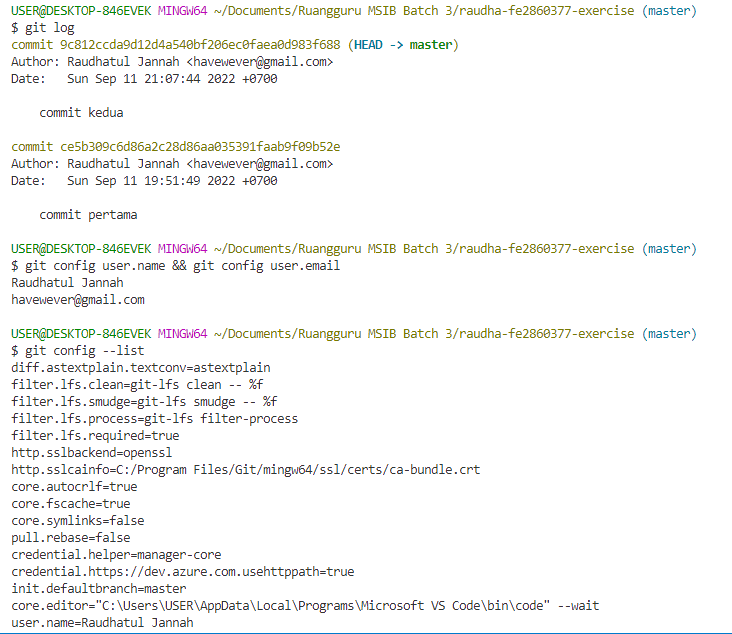 USER@DESKTOP-846EVEK MINGW64 ~/Documents/Ruangguru MSIB Batch 3/raudha-fe2860377-exercise (master)
$ git log
commit 9c812ccda9d12d4a540bf206ec0faea0d983f688 (HEAD -> master)
Author: Raudhatul Jannah <havewever@gmail.com>
Date:   Sun Sep 11 21:07:44 2022 +0700
    commit kedua
commit ce5b309c6d86a2c28d86aa035391faab9f09b52e
Author: Raudhatul Jannah <havewever@gmail.com>
Date:   Sun Sep 11 19:51:49 2022 +0700
    commit pertama
USER@DESKTOP-846EVEK MINGW64 ~/Documents/Ruangguru MSIB Batch 3/raudha-fe2860377-exercise (master)
$ git config user.name && git config user.email
Raudhatul Jannah
havewever@gmail.com
USER@DESKTOP-846EVEK MINGW64 ~/Documents/Ruangguru MSIB Batch 3/raudha-fe2860377-exercise (master)
$ git config --list
diff.astextplain.textconv=astextplain
filter.lfs.clean=git-lfs clean -- %f
filter.lfs.smudge=git-lfs smudge -- %f
filter.lfs.process=git-lfs filter-process
filter.lfs.required=true
http.sslbackend=openssl
http.sslcainfo=C:/Program Files/Git/mingw64/ssl/certs/ca-bundle.crt
core.autocrlf=true
core.fscache=true
core.symlinks=false
pull.rebase=false
credential.helper=manager-core
credential.https://dev.azure.com.usehttppath=true
init.defaultbranch=master
core.editor="C:\Users\USER\AppData\Local\Programs\Microsoft VS Code\bin\code" --wait
user.name=Raudhatul Jannah